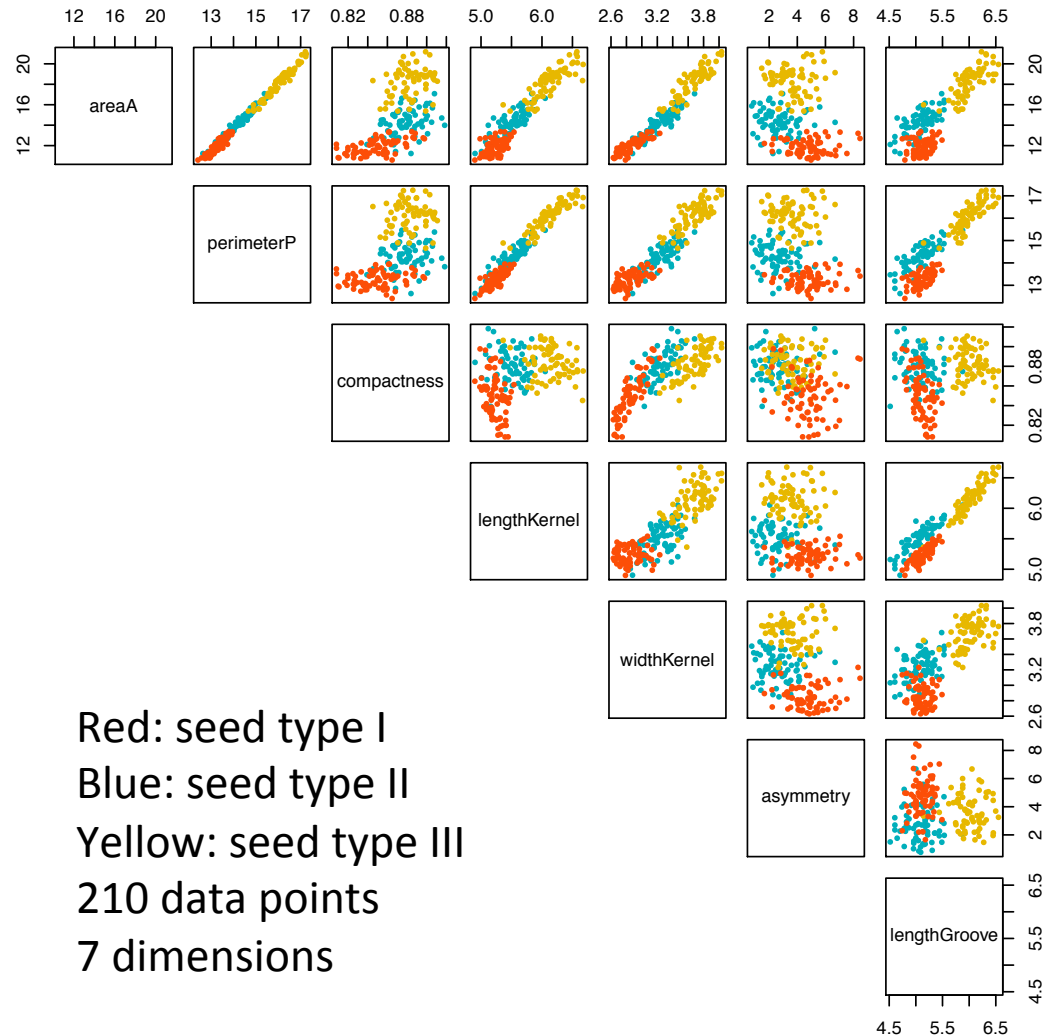 12 16 20 13 15 17 0.82 0.88 5.0 6.0 2.6 3.2 3.8 2 4 6 8 4.5 5.5 6.5
12 16 20 areaA 12 16 20
perimeterP 13 15 17
compactness 0.82 0.88
lengthKernel 5.0 6.0
widthKernel 2.6 3.2 3.8
asymmetry 2 4 6 8
lengthGroove 4.5 5.5 6.5
4.5 5.5 6.5
Red: seed type I
Blue: seed type II
Yellow: seed type III
210 data points
7 dimensions